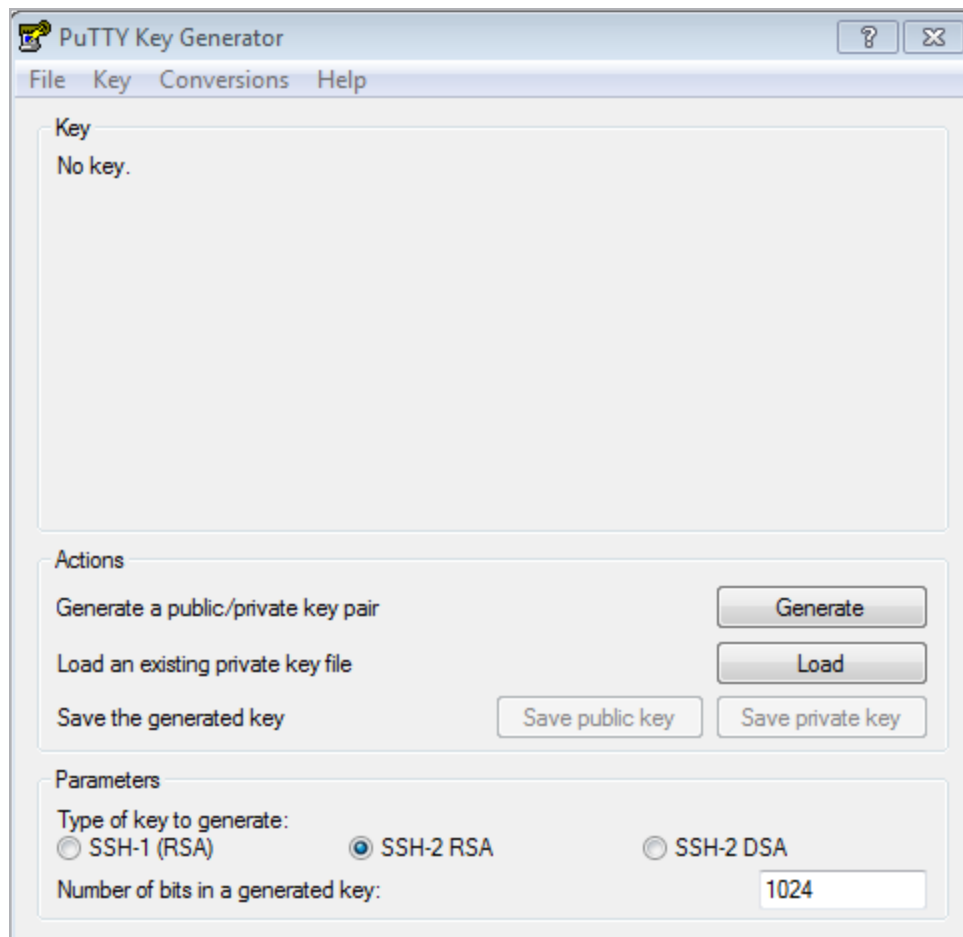 PuTTY Key Generator
File Key Conversions Help
Key
No key.
Actions
Generate a public/private key pair Generate
Load an existing private key file Load
Save the generated key Save public key Save private key
Parameters
Type of key to generate:
SSH-1 (RSA) SSH-2 RSA SSH-2 DSA
Number of bits in a generated key: 1024